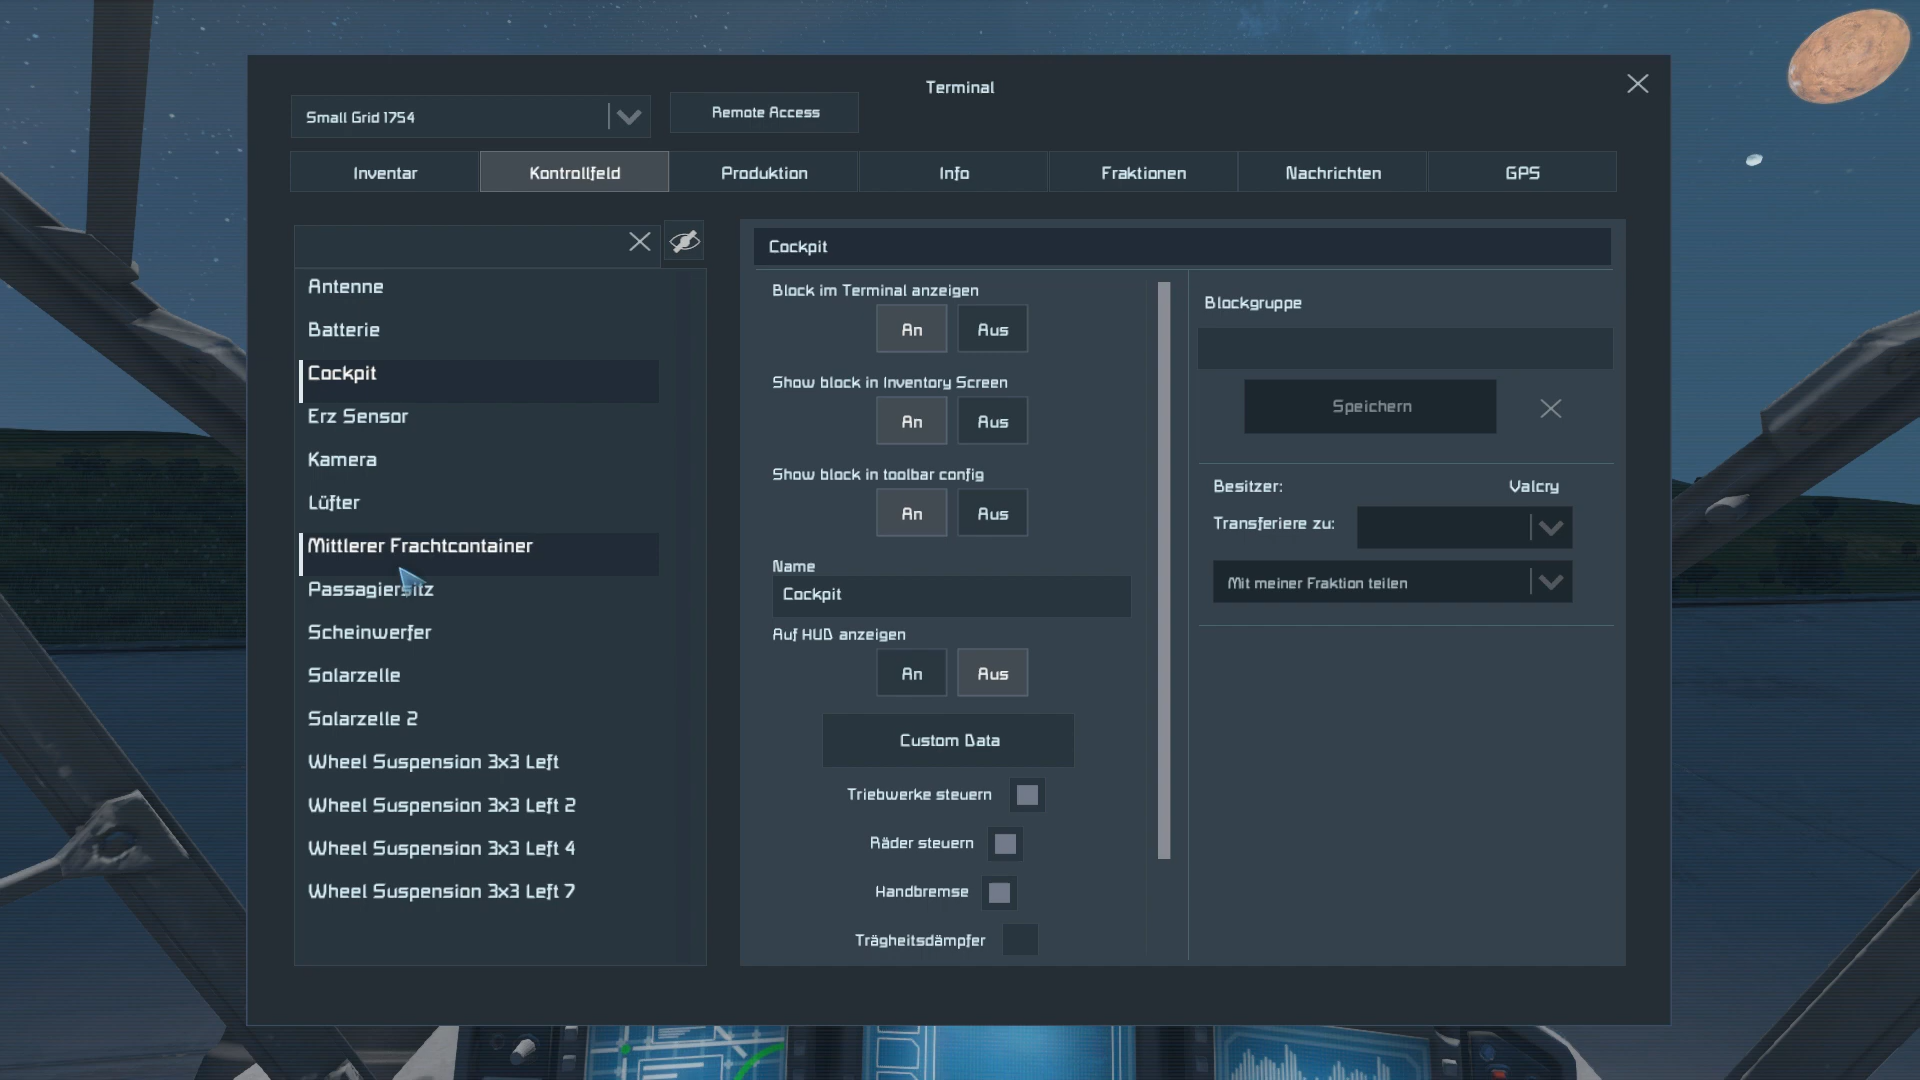 Terminal
Small Grid 1754
Remote Access
Inventar
Kontrollfeld
Produktion
Info
Fraktionen
Nachrichten
GPS
Antenne
Batterie
Cockpit
Erz Sensor
Kamera
Lüfter
Mittlerer Frachtcontainer
Passagiersitz
Scheinwerfer
Solarzelle
Solarzelle 2
Wheel Suspension 3x3 Left
Wheel Suspension 3x3 Left 2
Wheel Suspension 3x3 Left 4
Wheel Suspension 3x3 Left 7
Cockpit
Block im Terminal anzeigen
An Aus
Show block in Inventory Screen
An Aus
Show block in toolbar config
An Aus
Name
Cockpit
Auf HUD anzeigen
An Aus
Custom Data
Triebwerke steuern
Räder steuern
Handbremse
Trägheitsdämpfer
Blockgruppe
Speichern
Besitzer: Valcry
Transferiere zu:
Mit meiner Fraktion teilen